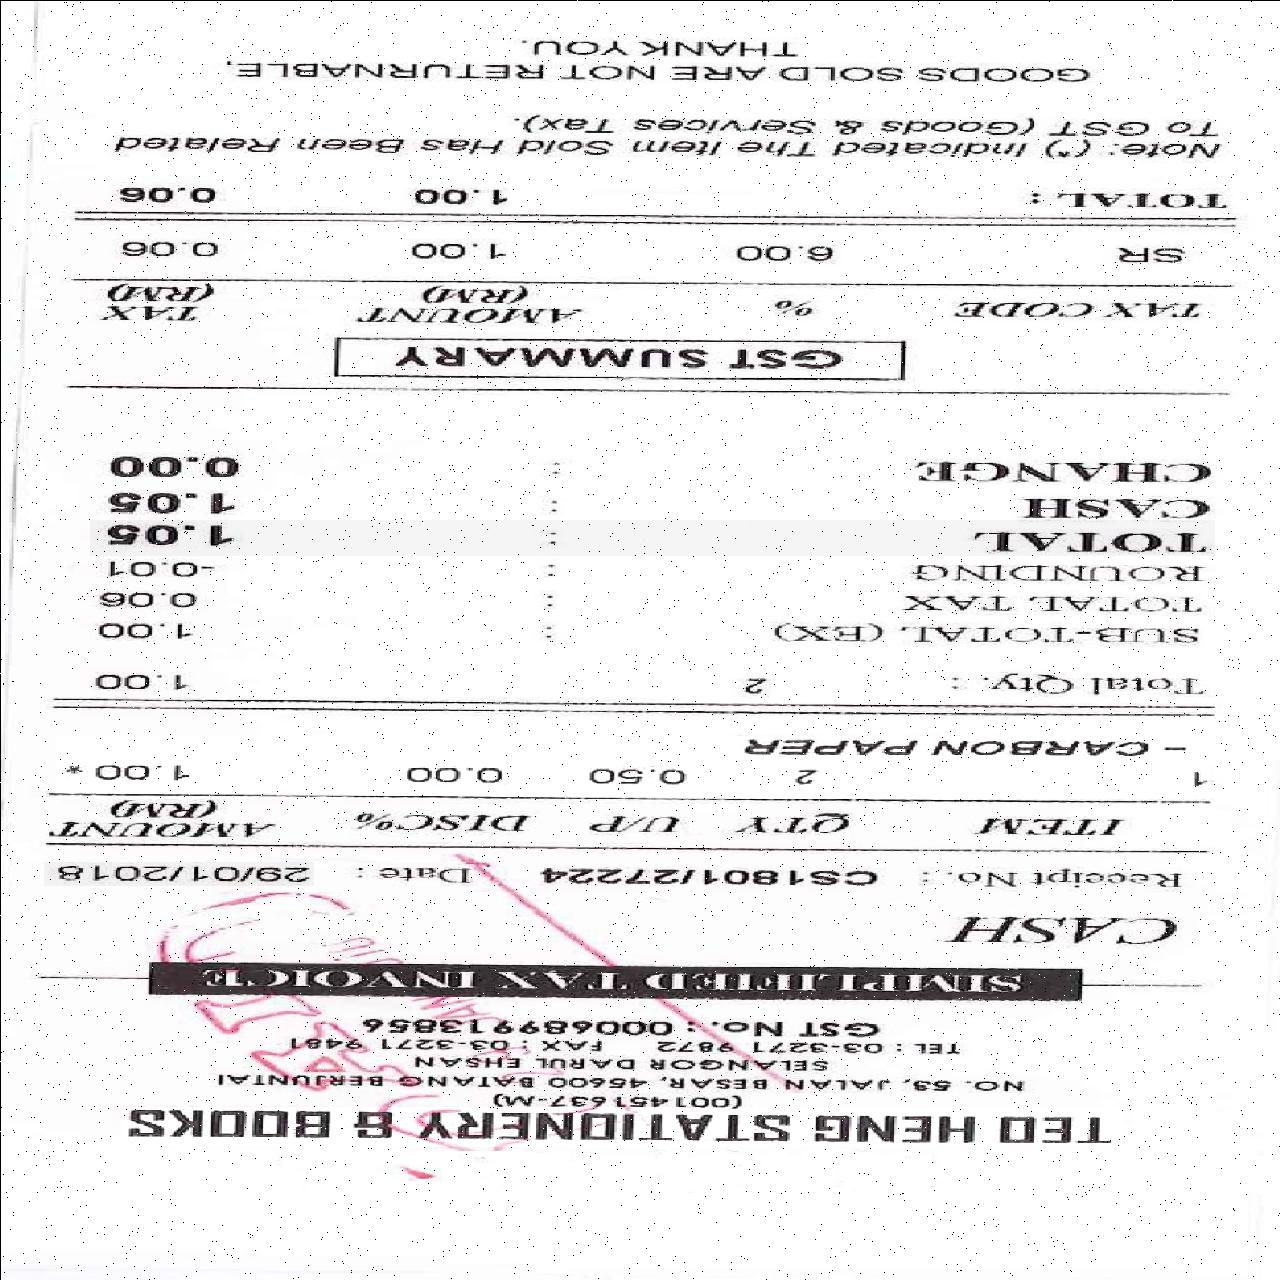 TEO HENG STATIONERY & BOOKS
(001451637-M)
NO. 53, JALAN BESAR, 45600 BATANG BERJUNTAI
SELANGOR DARUL EHSAN
TEL : 03-3271 9872 FAX : 03-3271 9481
GST No. : 000689913856
SIMPLIFIED TAX INVOICE
CASH
Receipt No. : CS1801/27224 Date : 29/01/2018
ITEM QTY U/P DISC% AMOUNT
(RM)
1 2 0.50 0.00 1.00 *
- CARBON PAPER
Total Qty. : 2 1.00
SUB-TOTAL (EX) : 1.00
TOTAL TAX : 0.06
ROUNDING : -0.01
TOTAL : 1.05
CASH : 1.05
CHANGE : 0.00
GST SUMMARY
TAX CODE % AMOUNT TAX
(RM) (RM)
SR 6.00 1.00 0.06
TOTAL : 1.00 0.06
Note: (*) Indicated The Item Sold Has Been Related
To GST (Goods & Services Tax).
GOODS SOLD ARE NOT RETURNABLE,
THANK YOU.